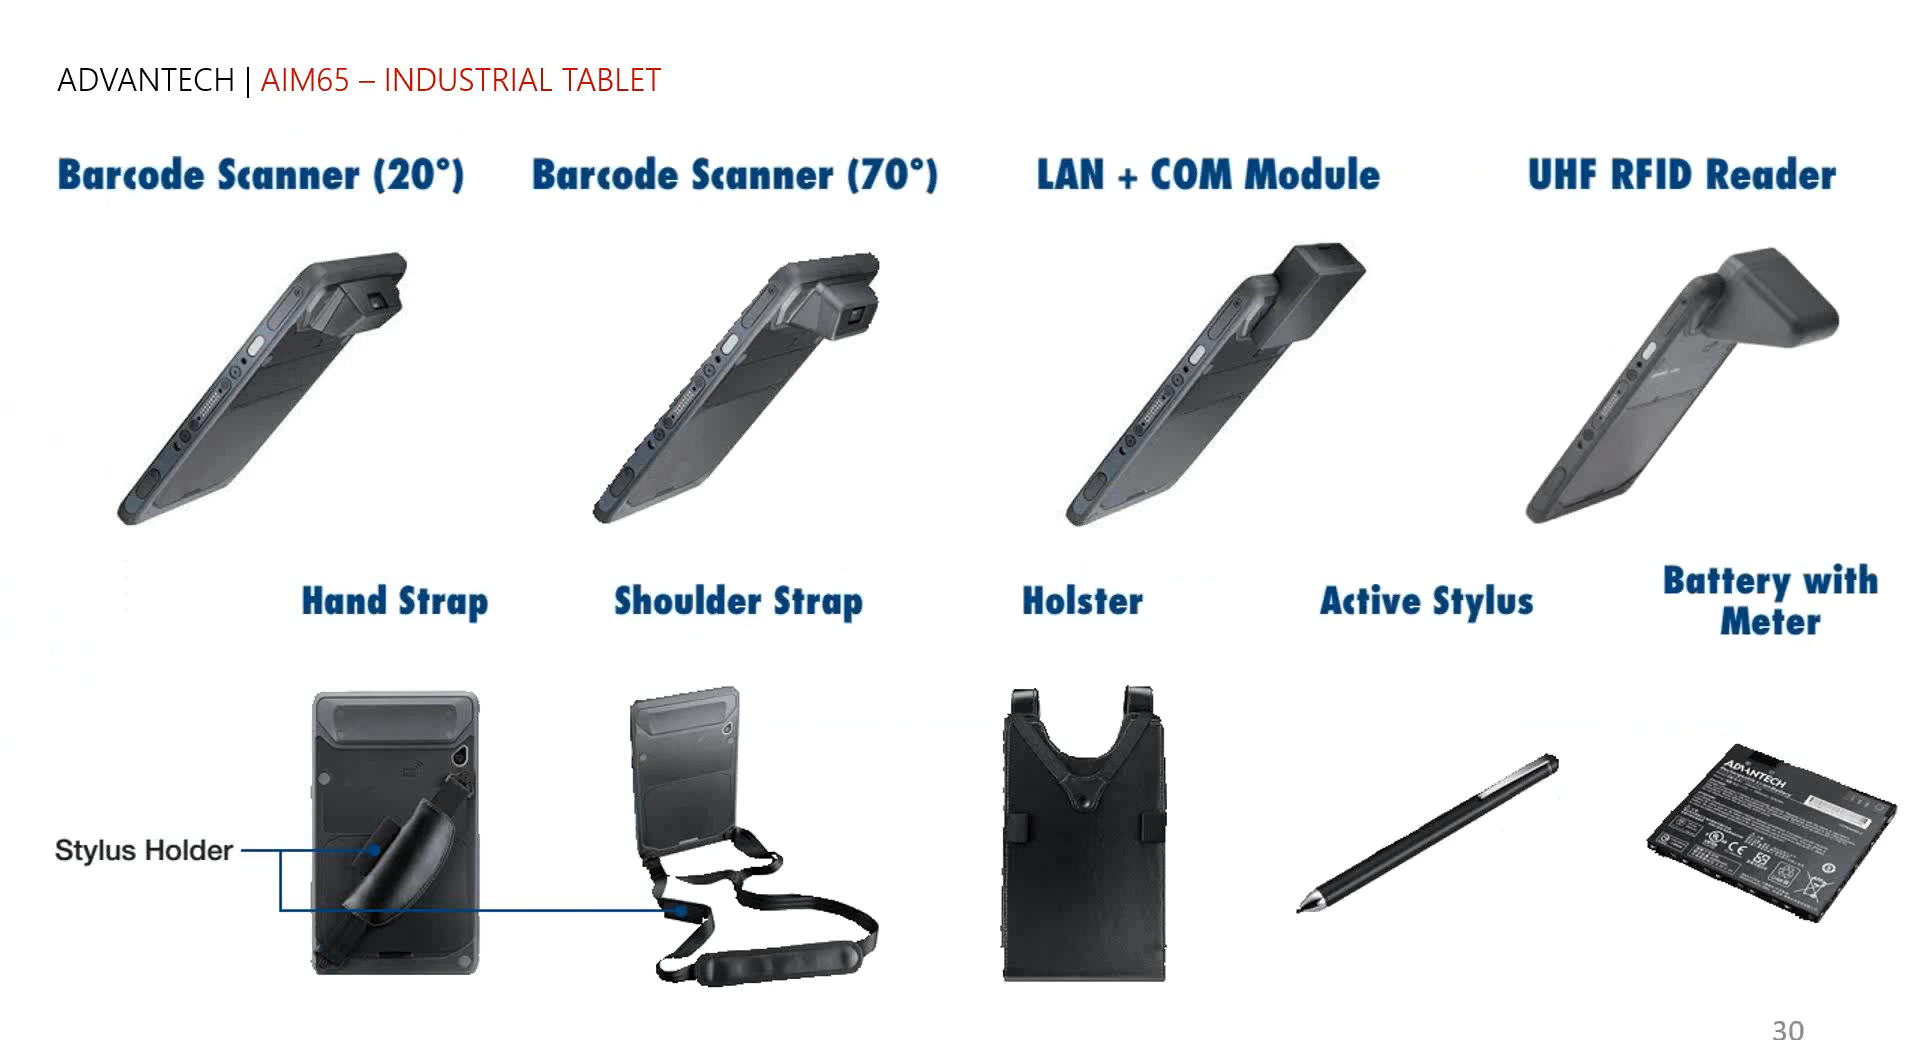 ADVANTECH | AIM65 – INDUSTRIAL TABLET
Barcode Scanner (20°)
Barcode Scanner (70°)
LAN + COM Module
UHF RFID Reader
Hand Strap
Shoulder Strap
Holster
Active Stylus
Battery with
Meter
Stylus Holder
ADVANTECH
30